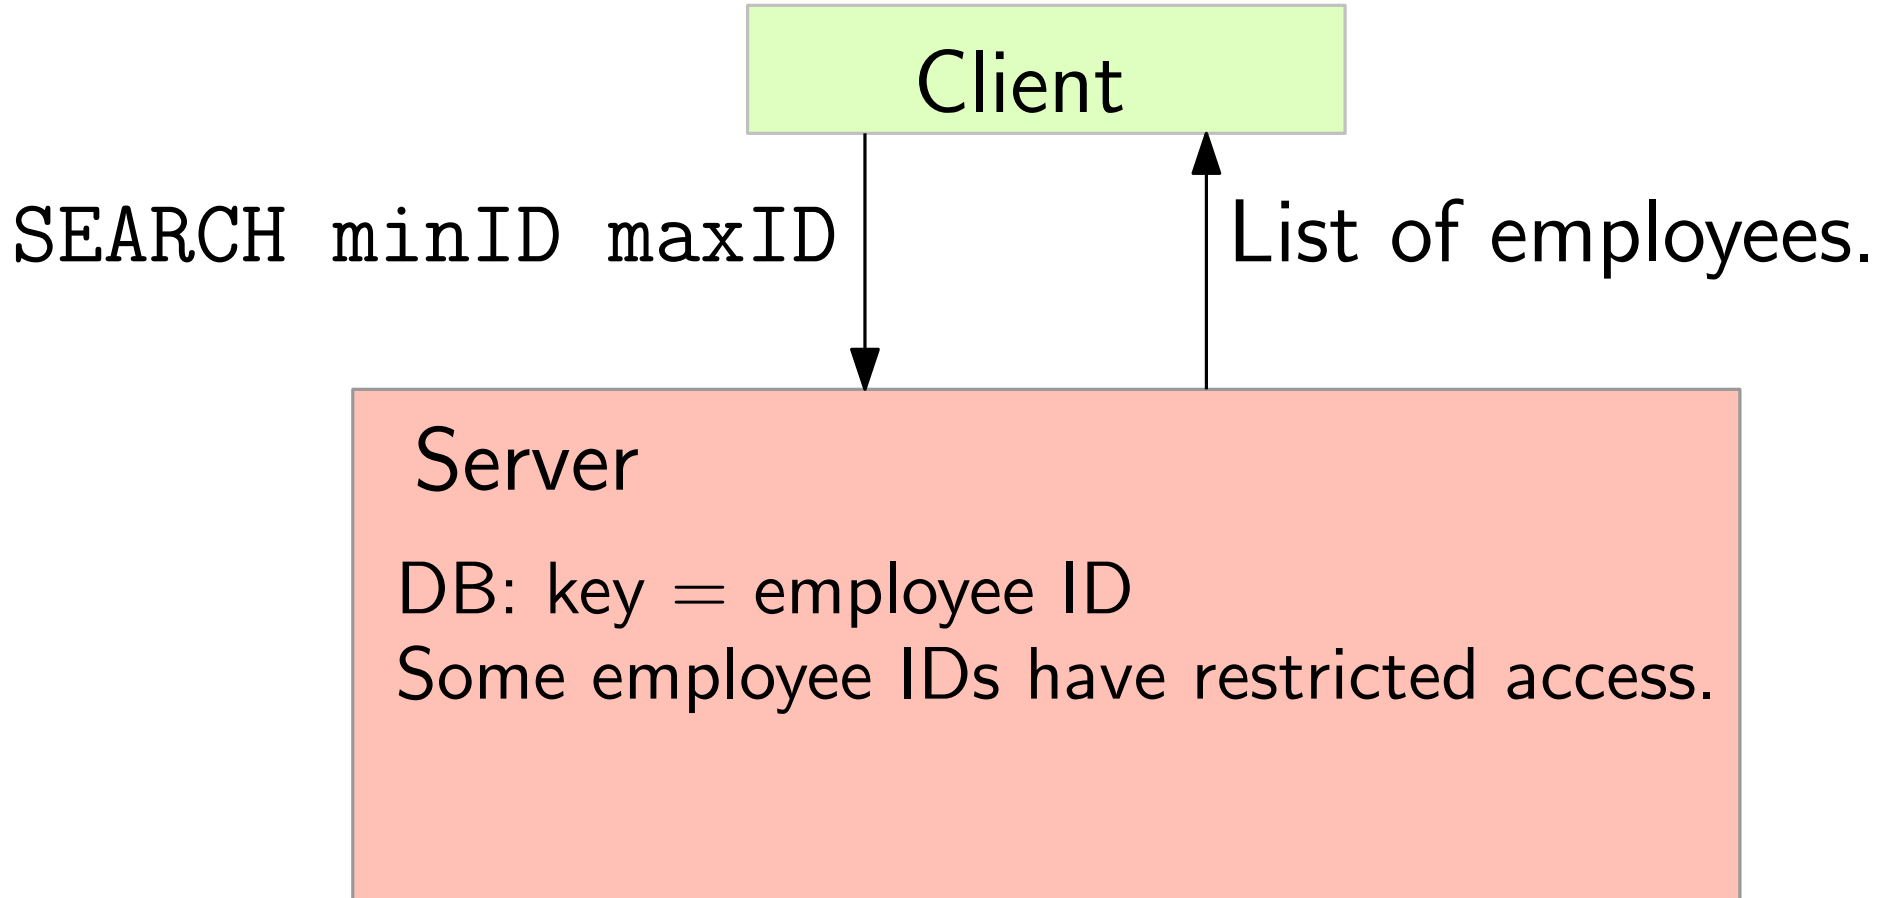 Client
SEARCH minID maxID
List of employees.
Server
DB: key = employee ID
Some employee IDs have restricted access.